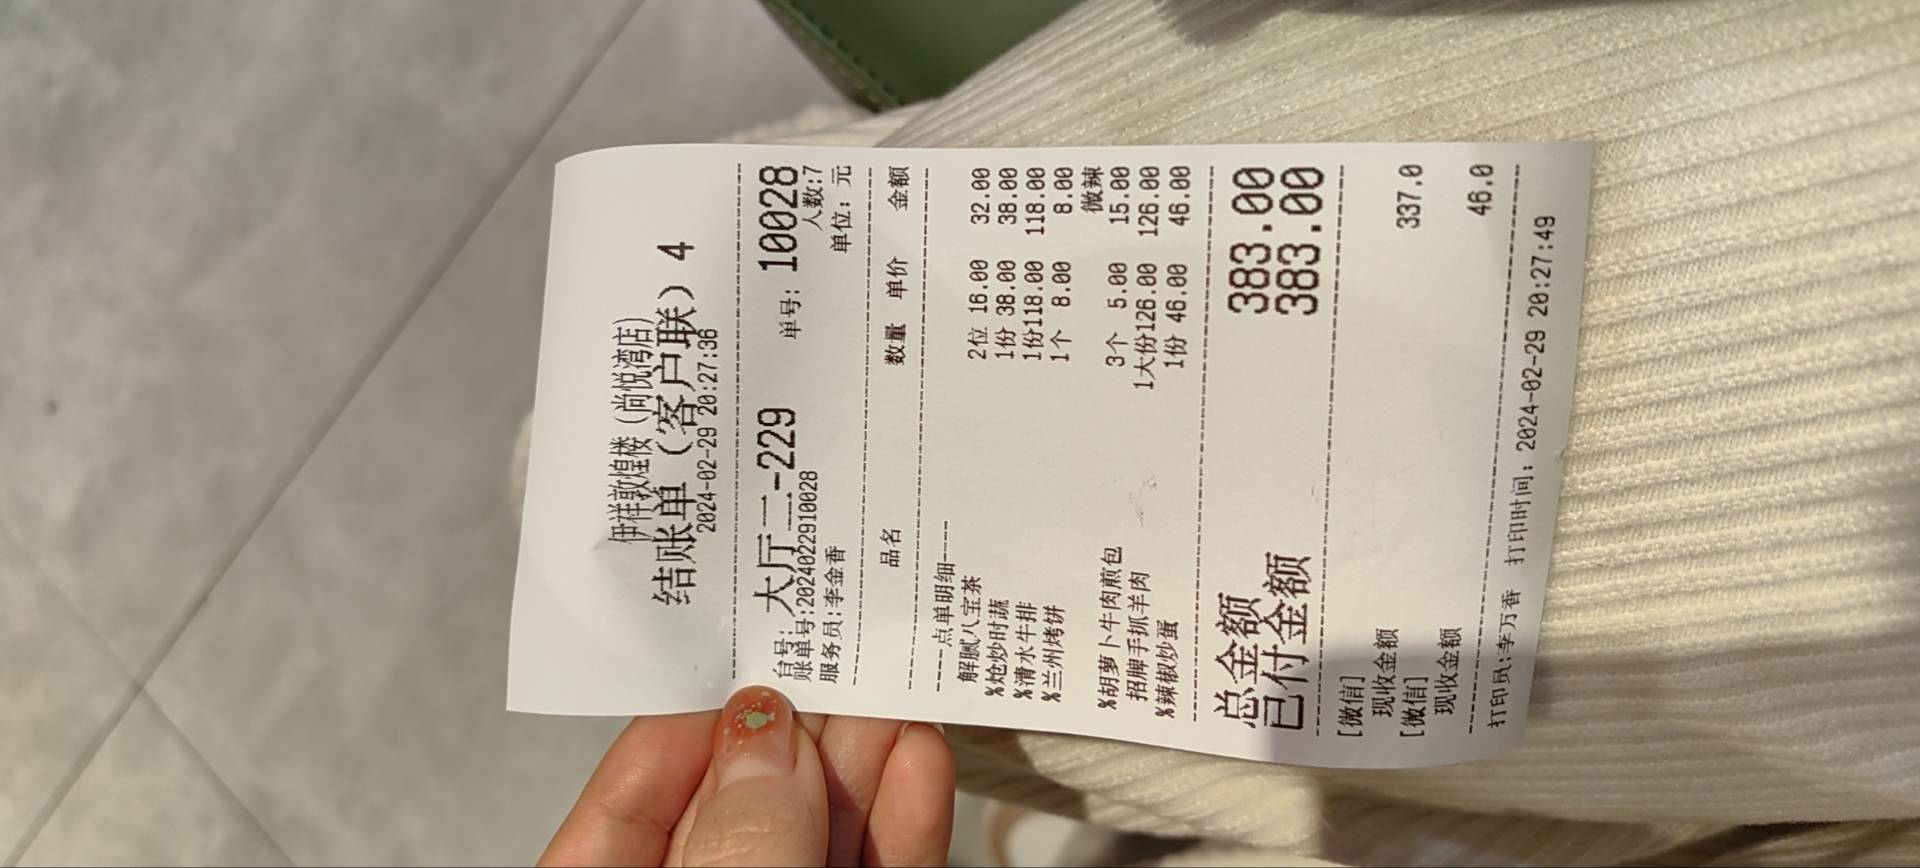 伊祥敦煌楼（尚悦湾店）
结账单（客户联） 4
2024-02-29 20:27:36
台号: 大厅二-229 单号: 10028
账单号:2024022910028 人数:7
服务员:李金香 单位: 元
品名 数量 单价 金额
----点单明细----
解腻八宝茶 2位 16.00 32.00
%炝炒时蔬 1份 38.00 38.00
%清水牛排 1份118.00 118.00
%兰州烤饼 1个 8.00 8.00
微辣
%胡萝卜牛肉煎包 3个 5.00 15.00
招牌手抓羊肉 1大份126.00 126.00
%辣椒炒蛋 1份 46.00 46.00
总金额 383.00
已付金额 383.00
[微信]
现收金额 337.0
[微信]
现收金额 46.0
打印员:李万香 打印时间: 2024-02-29 20:27:49